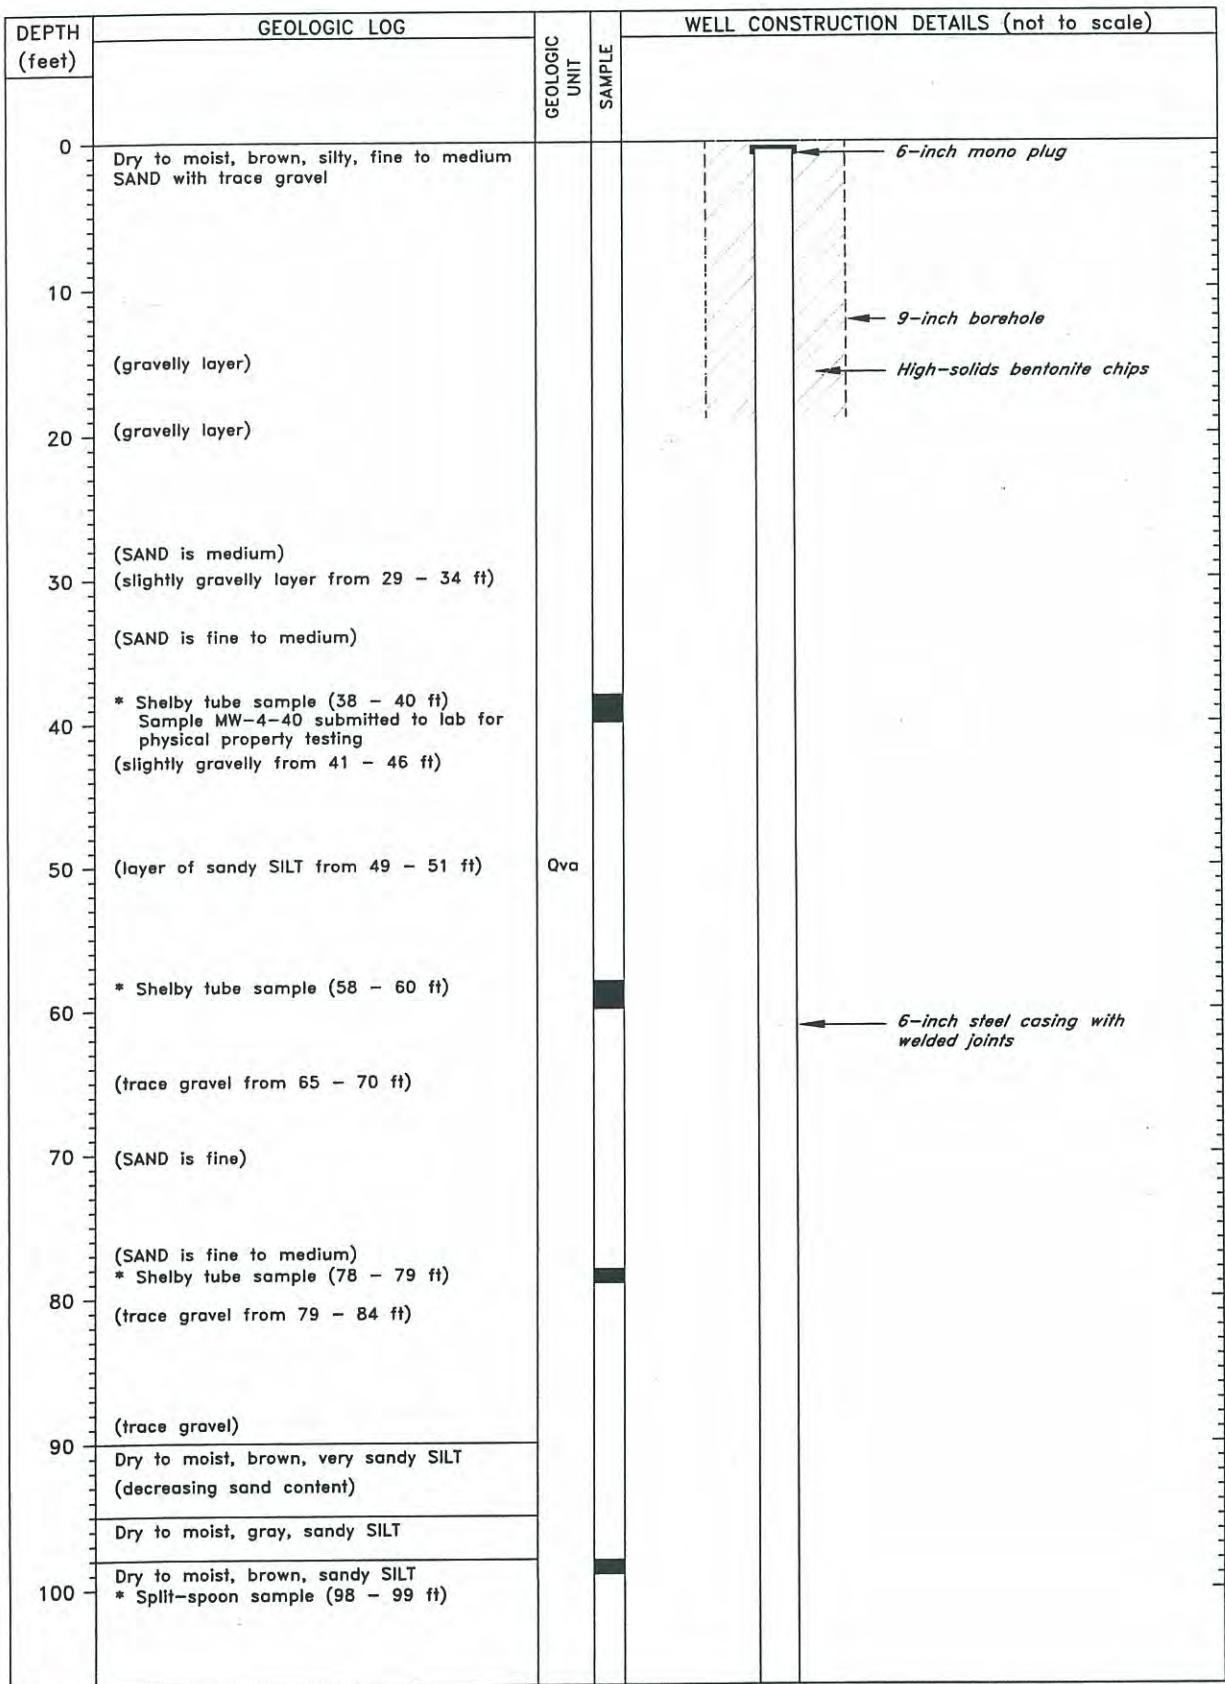 DEPTH
(feet)
GEOLOGIC LOG
GEOLOGIC
UNIT
SAMPLE
WELL CONSTRUCTION DETAILS (not to scale)
0
Dry to moist, brown, silty, fine to medium
SAND with trace gravel
6-inch mono plug
10
9-inch borehole
(gravelly layer)
High-solids bentonite chips
20
(gravelly layer)
(SAND is medium)
30
(slightly gravelly layer from 29 - 34 ft)
(SAND is fine to medium)
* Shelby tube sample (38 - 40 ft)
Sample MW-4-40 submitted to lab for
physical property testing
40
(slightly gravelly from 41 - 46 ft)
50
(layer of sandy SILT from 49 - 51 ft)
Qva
* Shelby tube sample (58 - 60 ft)
60
6-inch steel casing with
welded joints
(trace gravel from 65 - 70 ft)
70
(SAND is fine)
(SAND is fine to medium)
* Shelby tube sample (78 - 79 ft)
80
(trace gravel from 79 - 84 ft)
(trace gravel)
90
Dry to moist, brown, very sandy SILT
(decreasing sand content)
Dry to moist, gray, sandy SILT
Dry to moist, brown, sandy SILT
100
* Split-spoon sample (98 - 99 ft)